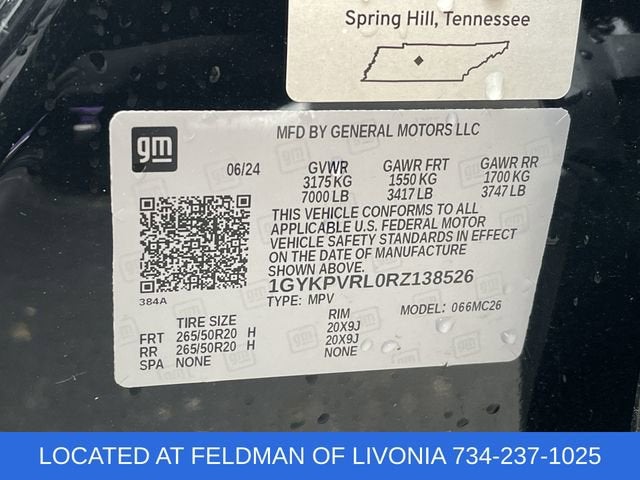 Spring Hill, Tennessee
gm
MFD BY GENERAL MOTORS LLC
06/24 GVWR GAWR FRT GAWR RR
3175 KG 1550 KG 1700 KG
7000 LB 3417 LB 3747 LB
THIS VEHICLE CONFORMS TO ALL
APPLICABLE U.S. FEDERAL MOTOR
VEHICLE SAFETY STANDARDS IN EFFECT
ON THE DATE OF MANUFACTURE
SHOWN ABOVE.
1GYKPVRL0RZ138526
384A
TYPE: MPV MODEL: 066MC26
TIRE SIZE RIM
FRT 265/50R20 H 20X9J
RR 265/50R20 H 20X9J
SPA NONE NONE
LOCATED AT FELDMAN OF LIVONIA 734-237-1025